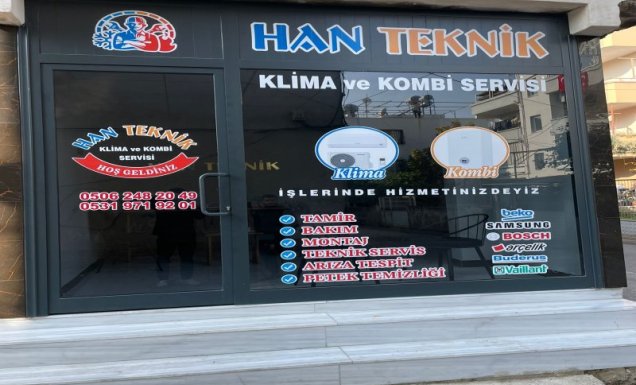 HAN TEKNİK
KLİMA ve KOMBİ SERVİSİ
HAN TEKNİK
KLİMA ve KOMBİ
SERVİSİ
HOŞ GELDİNİZ
0506 248 20 49
0531 971 92 01
TEKNİK
Klima
Kombi
İŞLERİNDE HİZMETİNİZDEYİZ
TAMİR
BAKIM
MONTAJ
TEKNİK SERVİS
ARIZA TESBİT
PETEK TEMİZLİĞİ
beko
SAMSUNG
BOSCH
arçelik
Buderus
Vaillant